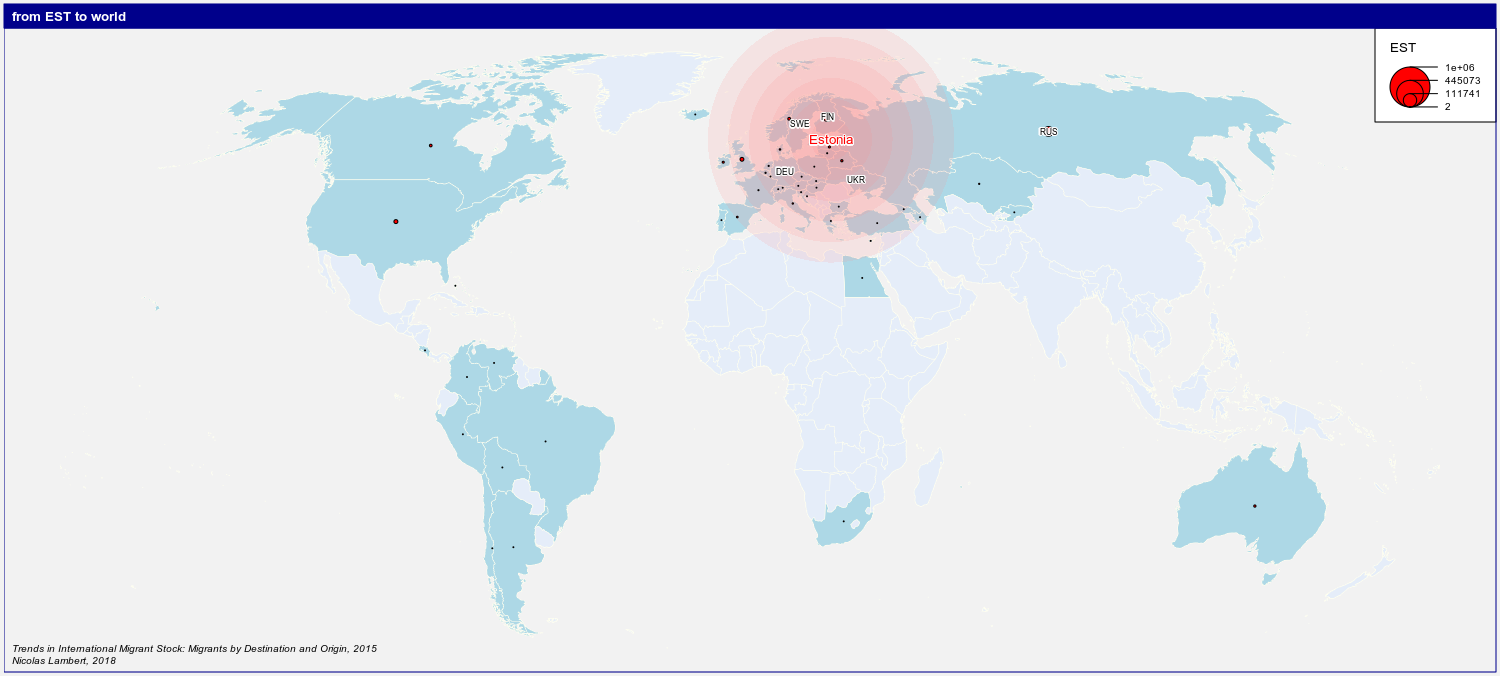 from EST to world
EST
1e+06
445073
111741
2
SWE
FIN
RUS
Estonia
DEU
UKR
Trends in International Migrant Stock: Migrants by Destination and Origin, 2015
Nicolas Lambert, 2018